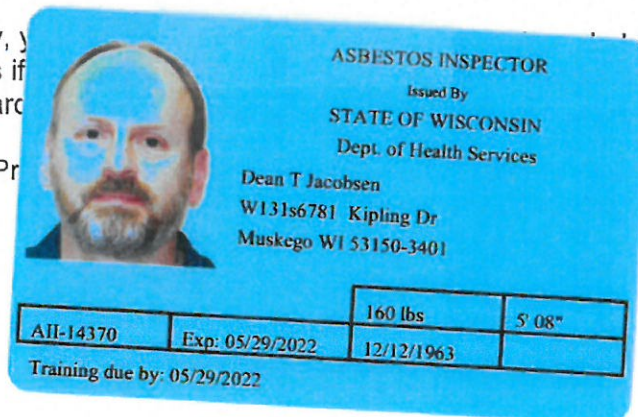 s if
ASBESTOS INSPECTOR
Issued By
STATE OF WISCONSIN
Dept. of Health Services
Dean T Jacobsen
W131s6781 Kipling Dr
Muskego WI 53150-3401
160 lbs 5' 08"
AII-14370 Exp: 05/29/2022 12/12/1963
Training due by: 05/29/2022